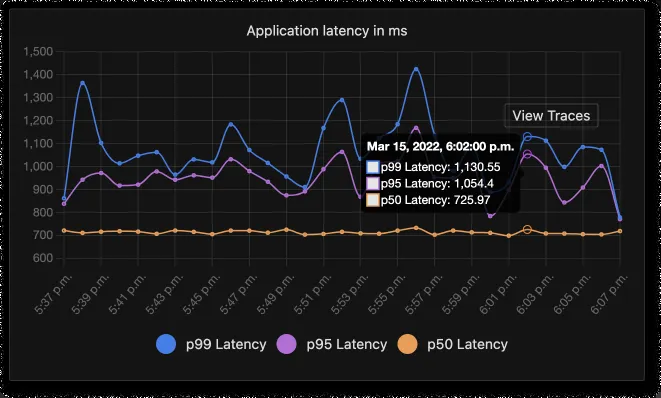 Application latency in ms
1,500
1,400
1,300
1,200
1,100
1,000
900
800
700
600
View Traces
Mar 15, 2022, 6:02:00 p.m.
p99 Latency: 1,130.55
p95 Latency: 1,054.4
p50 Latency: 725.97
5:37 p.m.
5:39 p.m.
5:41 p.m.
5:43 p.m.
5:45 p.m.
5:47 p.m.
5:49 p.m.
5:51 p.m.
5:53 p.m.
5:55 p.m.
5:57 p.m.
5:59 p.m.
6:01 p.m.
6:03 p.m.
6:05 p.m.
6:07 p.m.
p99 Latency
p95 Latency
p50 Latency